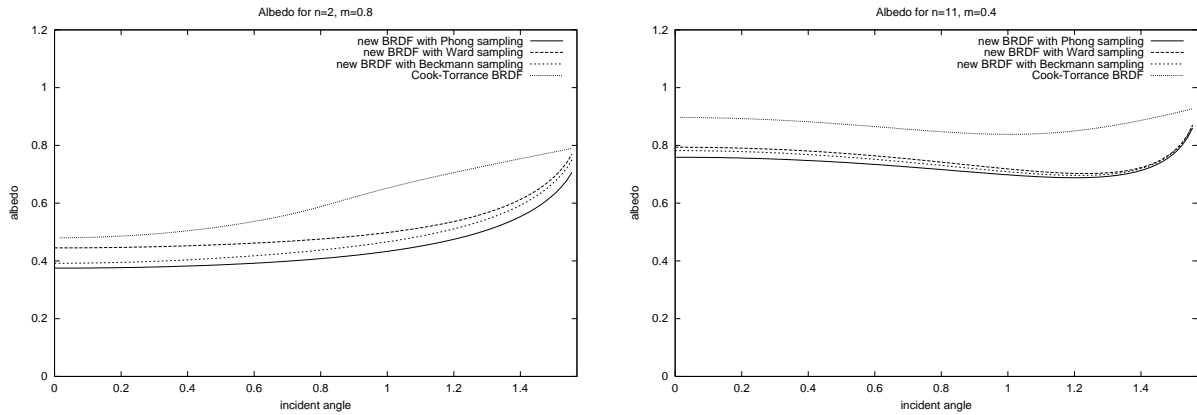 Albedo for n=2, m=0.8
new BRDF with Phong sampling
new BRDF with Ward sampling
new BRDF with Beckmann sampling
Cook-Torrance BRDF
1.2
1
0.8
0.6
0.4
0.2
0
albedo
0 0.2 0.4 0.6 0.8 1 1.2 1.4
incident angle
Albedo for n=11, m=0.4
new BRDF with Phong sampling
new BRDF with Ward sampling
new BRDF with Beckmann sampling
Cook-Torrance BRDF
1.2
1
0.8
0.6
0.4
0.2
0
albedo
0 0.2 0.4 0.6 0.8 1 1.2 1.4
incident angle